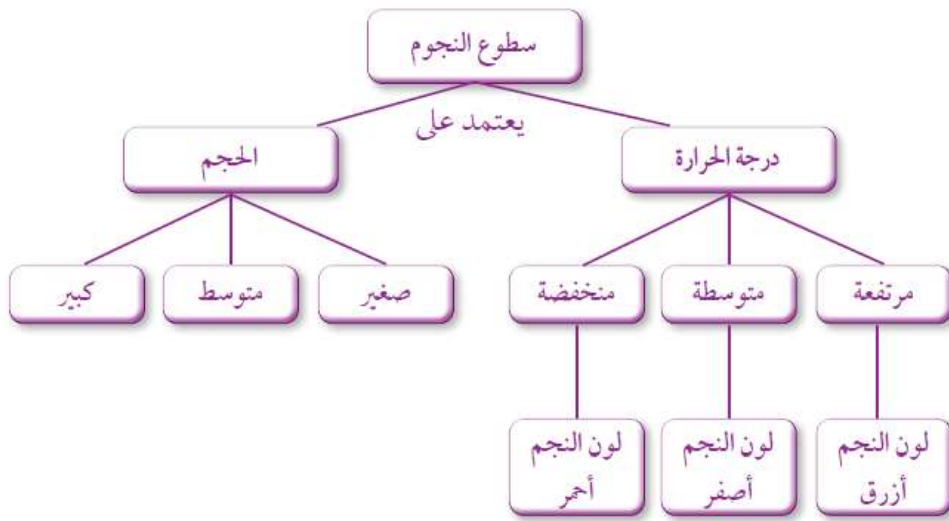 سطوع النجوم
يعتمد على
درجة الحرارة
الحجم
مرتفعة
متوسطة
منخفضة
صغير
متوسط
كبير
لون النجم
أزرق
لون النجم
أصفر
لون النجم
أحمر